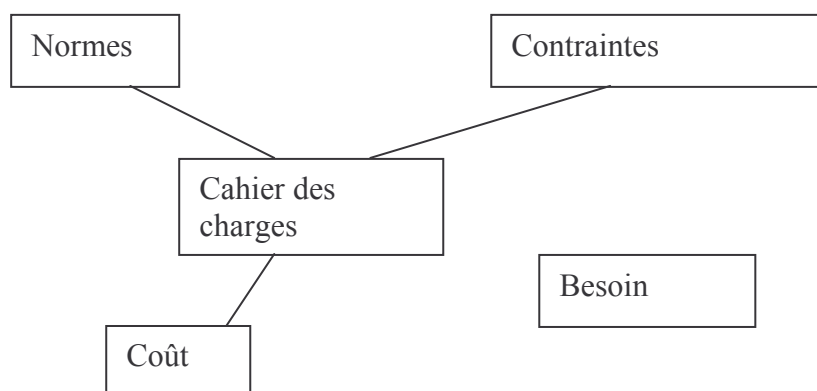 Normes
Contraintes
Cahier des
charges
Besoin
Coût